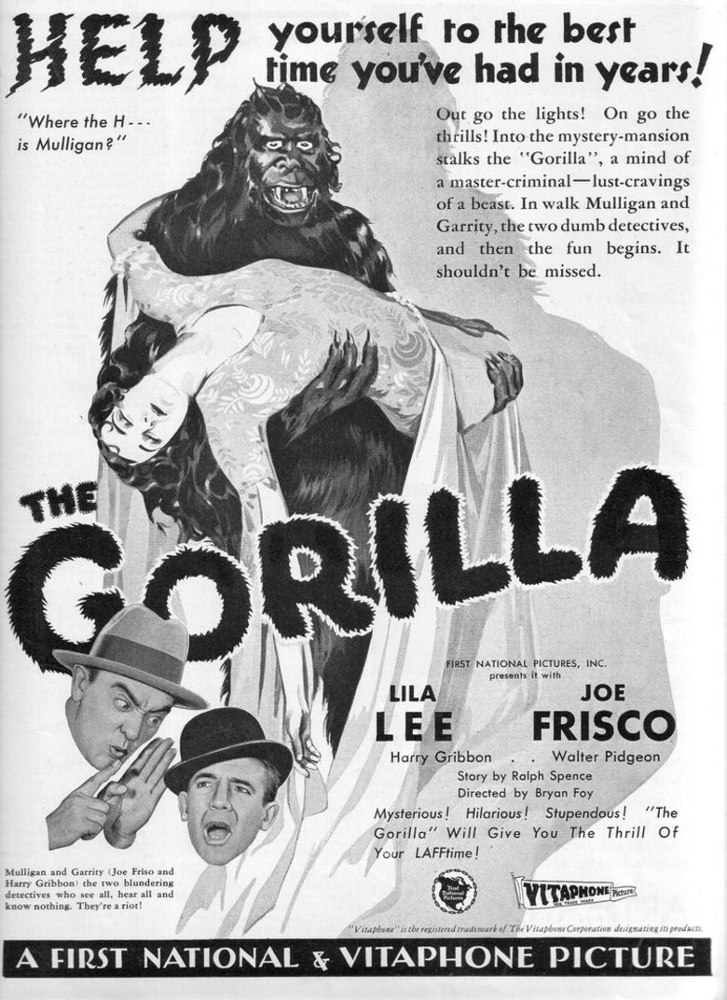 HELP yourself to the best
time you've had in years!
"Where the H---
is Mulligan?"
Out go the lights! On go the
thrills! Into the mystery-mansion
stalks the "Gorilla", a mind of
a master-criminal—lust-cravings
of a beast. In walk Mulligan and
Garrity, the two dumb detectives,
and then the fun begins. It
shouldn't be missed.
THE
GORILLA
FIRST NATIONAL PICTURES, INC.
presents it with
LILA LEE
JOE FRISCO
Harry Gribbon . . Walter Pidgeon
Story by Ralph Spence
Directed by Bryan Foy
Mysterious! Hilarious! Stupendous! "The
Gorilla" Will Give You The Thrill Of
Your LAFFtime!
Mulligan and Garrity (Joe Friso and
Harry Gribbon) the two blundering
detectives who see all, hear all and
know nothing. They're a riot!
First
National
Pictures
VITAPHONE Picture
REG. TRADE MARK
"Vitaphone" is the registered trademark of The Vitaphone Corporation designating its products.
A FIRST NATIONAL & VITAPHONE PICTURE